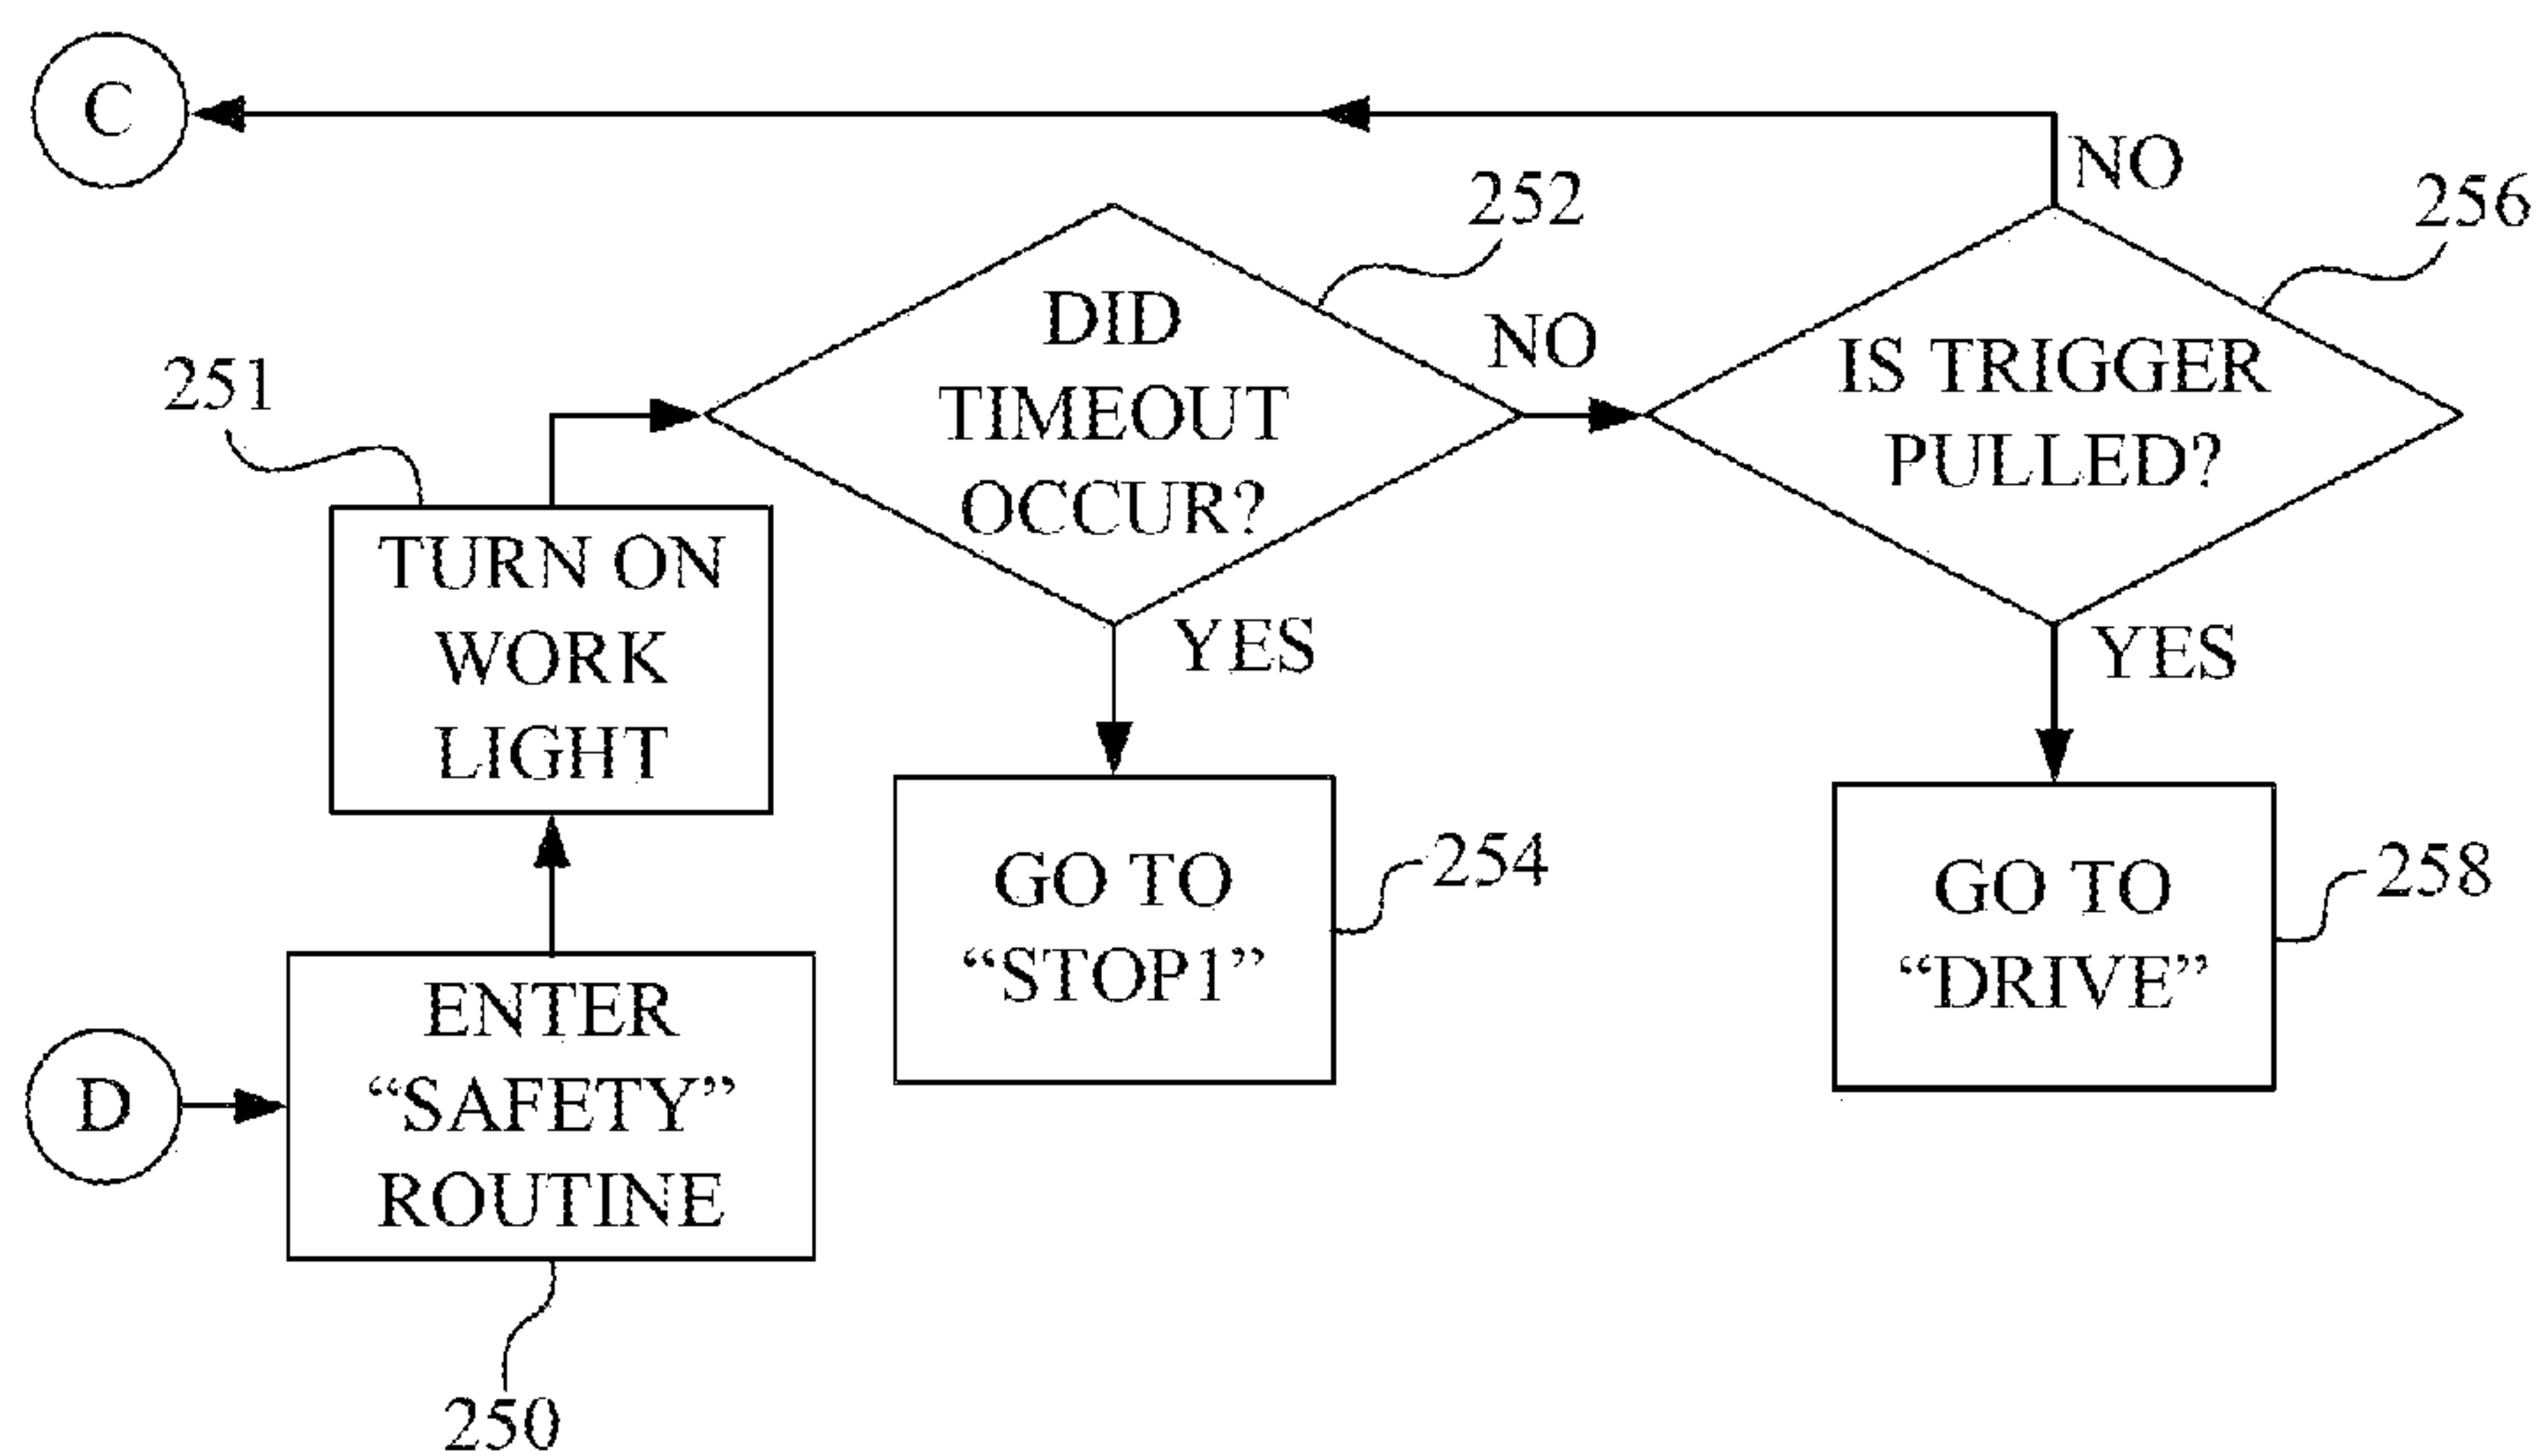 C
NO
252
256
DID
TIMEOUT
OCCUR?
NO
IS TRIGGER
PULLED?
251
TURN ON
WORK
LIGHT
YES
YES
GO TO
“STOP1”
254
GO TO
“DRIVE”
258
D
ENTER
“SAFETY”
ROUTINE
250